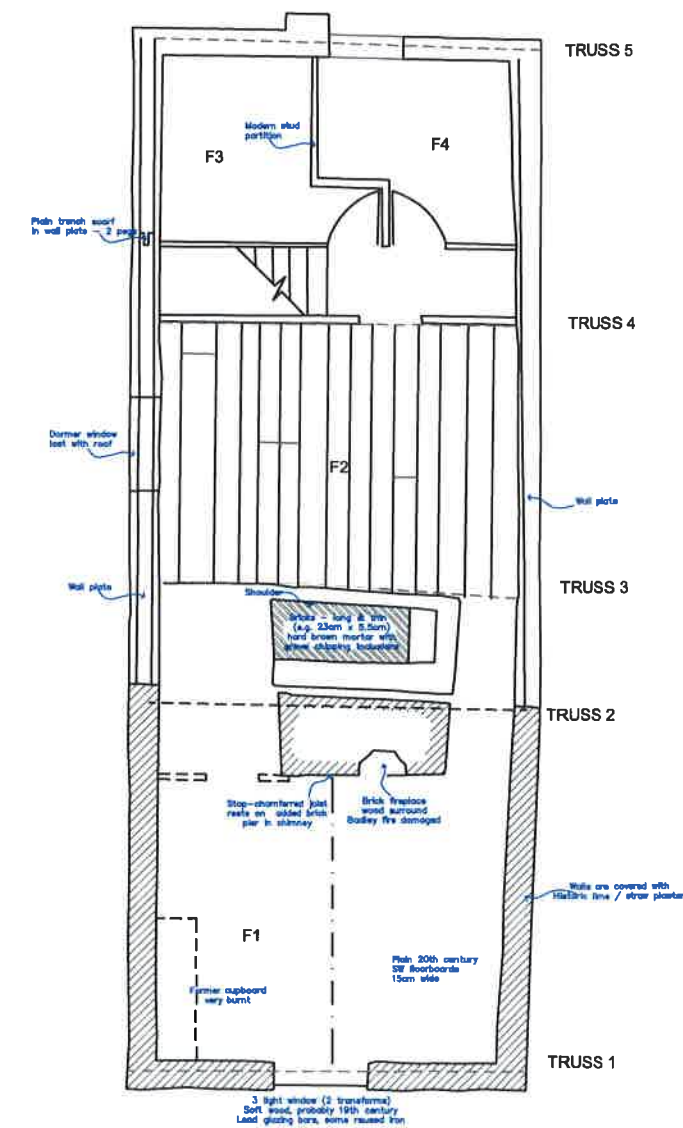 TRUSS 5
Modern stud
partition
F3
F4
Plain trench scarf
in wall plate - 2 pegs
TRUSS 4
Dormer window
lost with roof
F2
Wall plate
Wall plate
TRUSS 3
Shoulder
Bricks - long & thin
(e.g. 23cm x 5.5cm)
hard brown mortar with
gravel chipping inclusions
TRUSS 2
Stop-chamfered joist
rests on added brick
pier in chimney
Brick fireplace
wood surround
Badley fire damaged
Walls are covered with
Historic lime / straw plaster
F1
Plain 20th century
SW floorboards
15cm wide
Former cupboard
very burnt
TRUSS 1
3 light window (2 transforms)
Soft wood, probably 19th century
Lead glazing bars, some reused iron